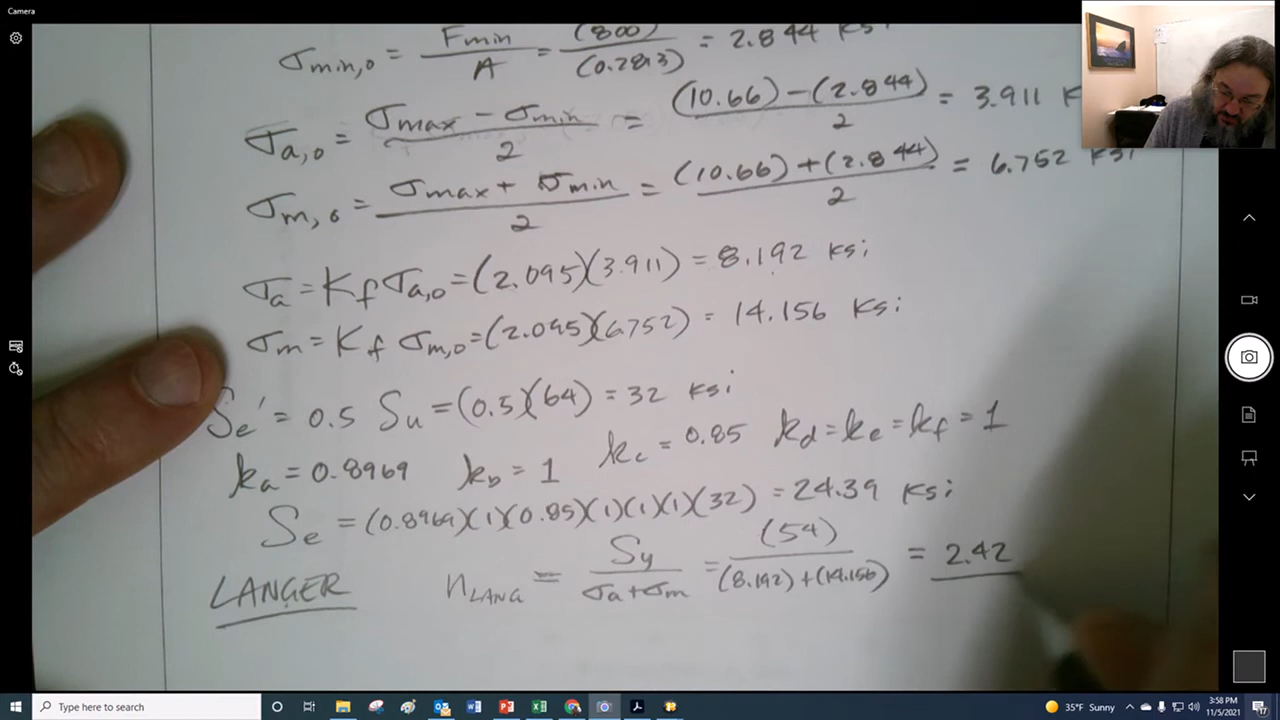 Camera
σmin,o = Fmin / A = (800) / (0.2813) = 2.844 ksi
σa,o = σmax - σmin / 2 = (10.66) - (2.844) / 2 = 3.911 K
σm,o = σmax + σmin / 2 = (10.66) + (2.844) / 2 = 6.752 ksi
σa = Kf σa,o = (2.095)(3.911) = 8.192 ksi
σm = Kf σm,o = (2.095)(6.752) = 14.156 ksi
Se' = 0.5 Su = (0.5)(64) = 32 ksi
ka = 0.8969 kb = 1 kc = 0.85 kd = ke = kf = 1
Se = (0.8969)(1)(0.85)(1)(1)(1)(32) = 24.39 ksi
LANGER nLANG = Sy / σa + σm = (54) / (8.192) + (14.156) = 2.42
Type here to search
35°F Sunny
3:58 PM
11/5/2021
17